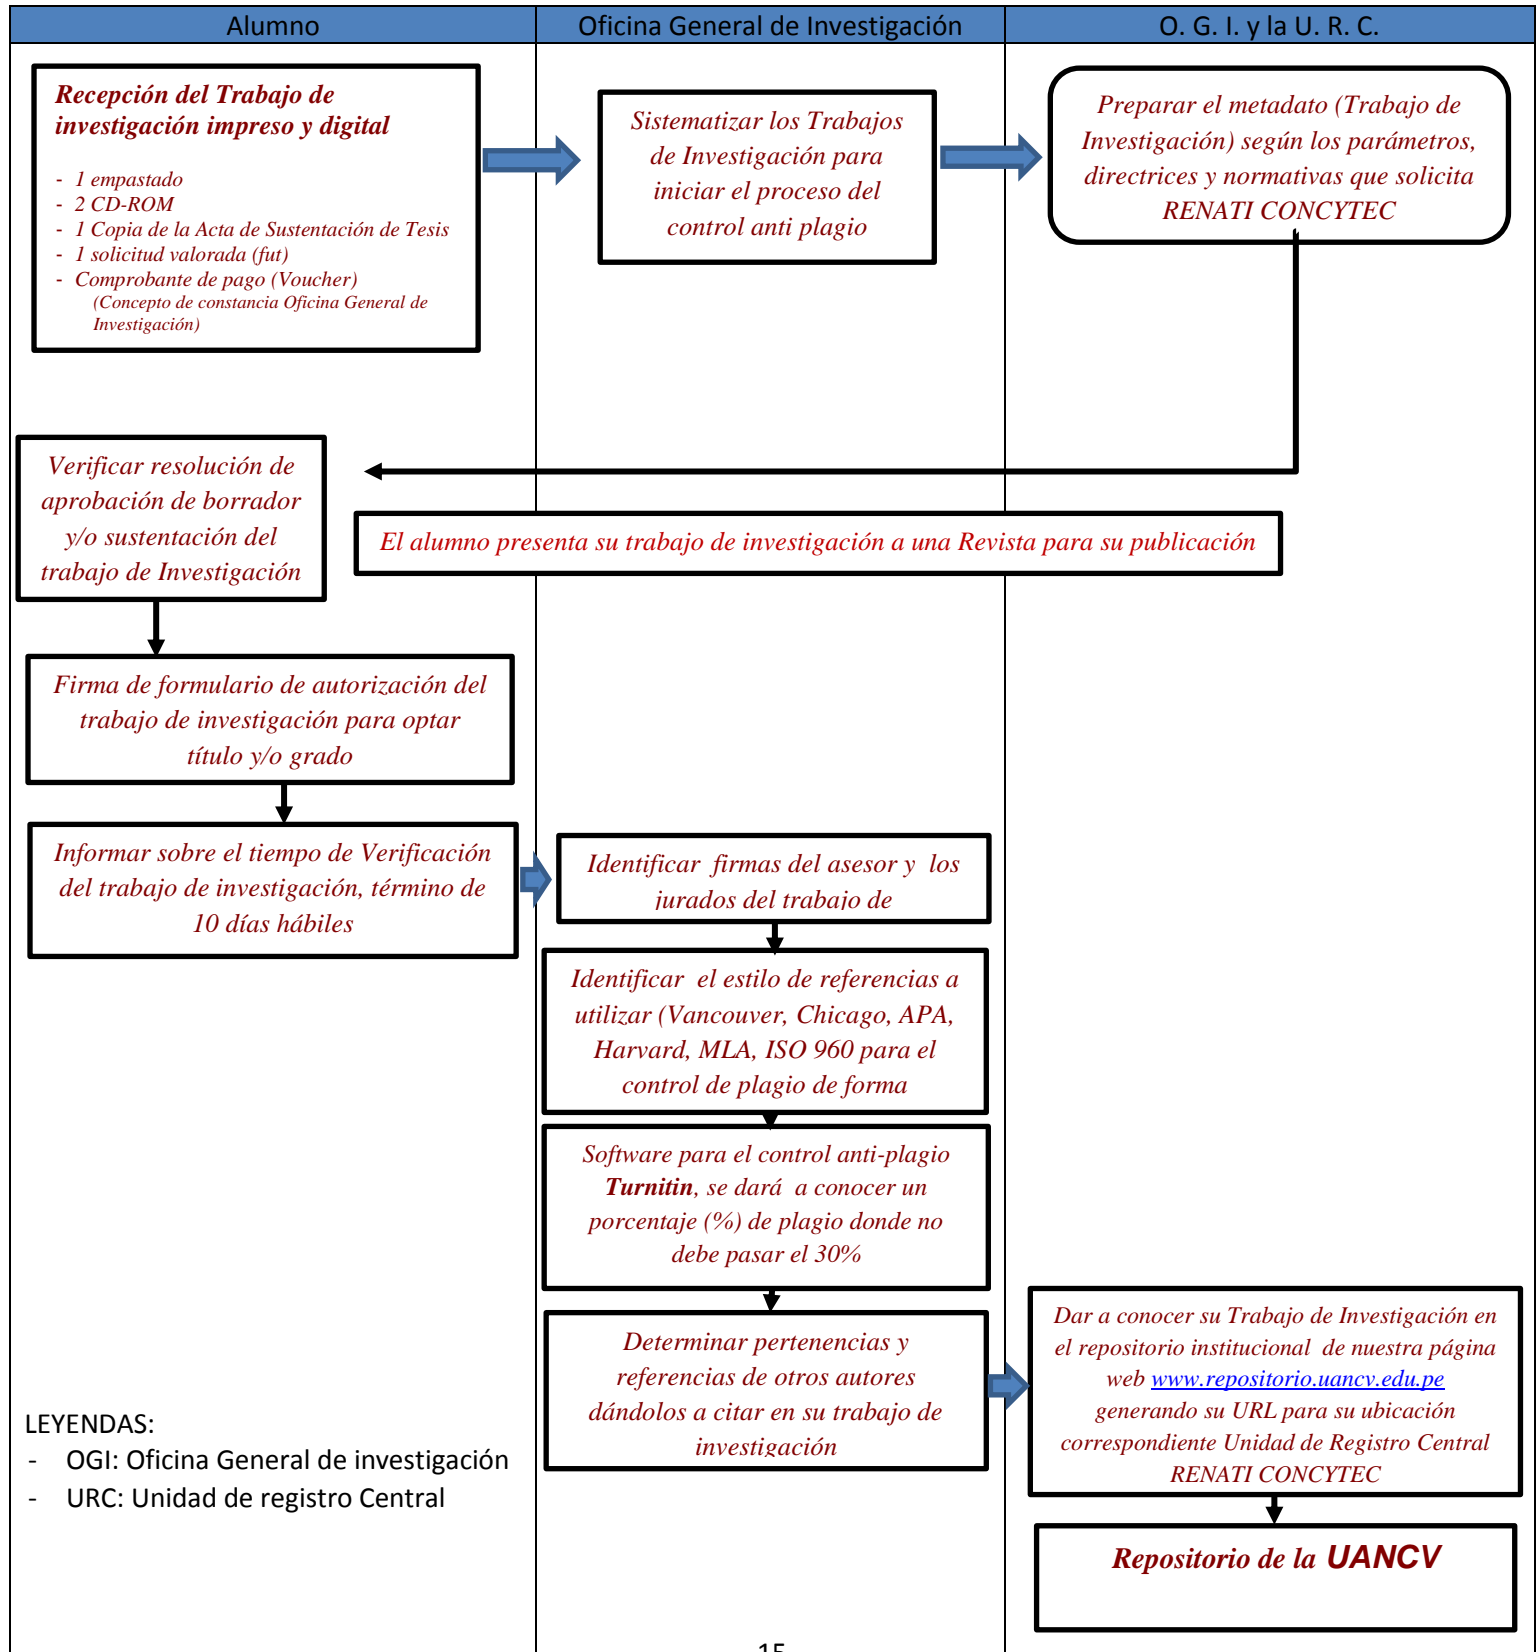 Alumno
Oficina General de Investigación
O. G. I. y la U. R. C.
Recepción del Trabajo de
investigación impreso y digital
- 1 empastado
- 2 CD-ROM
- 1 Copia de la Acta de Sustentación de Tesis
- 1 solicitud valorada (fut)
- Comprobante de pago (Voucher)
(Concepto de constancia Oficina General de
Investigación)
Sistematizar los Trabajos
de Investigación para
iniciar el proceso del
control anti plagio
Preparar el metadato (Trabajo de
Investigación) según los parámetros,
directrices y normativas que solicita
RENATI CONCYTEC
Verificar resolución de
aprobación de borrador
y/o sustentación del
trabajo de Investigación
El alumno presenta su trabajo de investigación a una Revista para su publicación
Firma de formulario de autorización del
trabajo de investigación para optar
título y/o grado
Informar sobre el tiempo de Verificación
del trabajo de investigación, término de
10 días hábiles
Identificar firmas del asesor y los
jurados del trabajo de
Identificar el estilo de referencias a
utilizar (Vancouver, Chicago, APA,
Harvard, MLA, ISO 960 para el
control de plagio de forma
Software para el control anti-plagio
Turnitin, se dará a conocer un
porcentaje (%) de plagio donde no
debe pasar el 30%
Determinar pertenencias y
referencias de otros autores
dándolos a citar en su trabajo de
investigación
Dar a conocer su Trabajo de Investigación en
el repositorio institucional de nuestra página
web www.repositorio.uancv.edu.pe
generando su URL para su ubicación
correspondiente Unidad de Registro Central
RENATI CONCYTEC
Repositorio de la UANCV
LEYENDAS:
- OGI: Oficina General de investigación
- URC: Unidad de registro Central
15